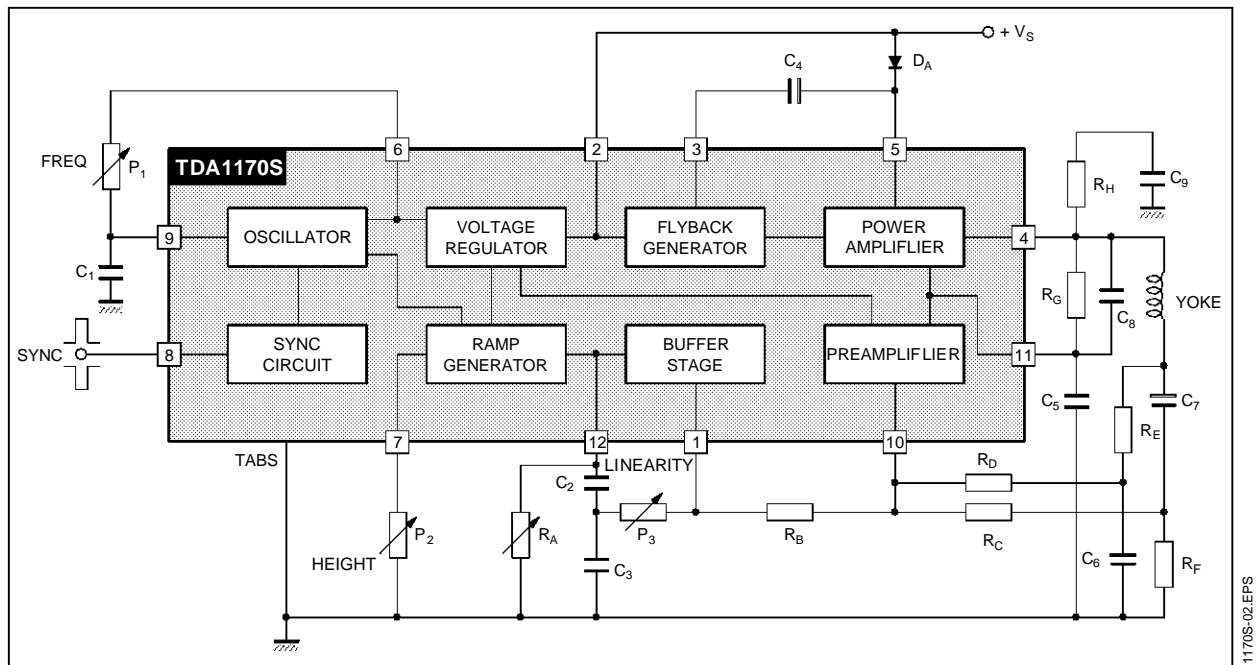 + VS
C4
DA
6
2
3
5
FREQ
P1
TDA1170S
RH
C9
9
OSCILLATOR
VOLTAGE
REGULATOR
FLYBACK
GENERATOR
POWER
AMPLIFLIER
4
C1
RG
C8
YOKE
SYNC
8
SYNC
CIRCUIT
RAMP
GENERATOR
BUFFER
STAGE
PREAMPLIFLIER
11
C5
C7
RE
7
12
1
10
TABS
LINEARITY
C2
RD
P2
RA
P3
RB
RC
HEIGHT
C3
C6
RF
1170S-02.EPS